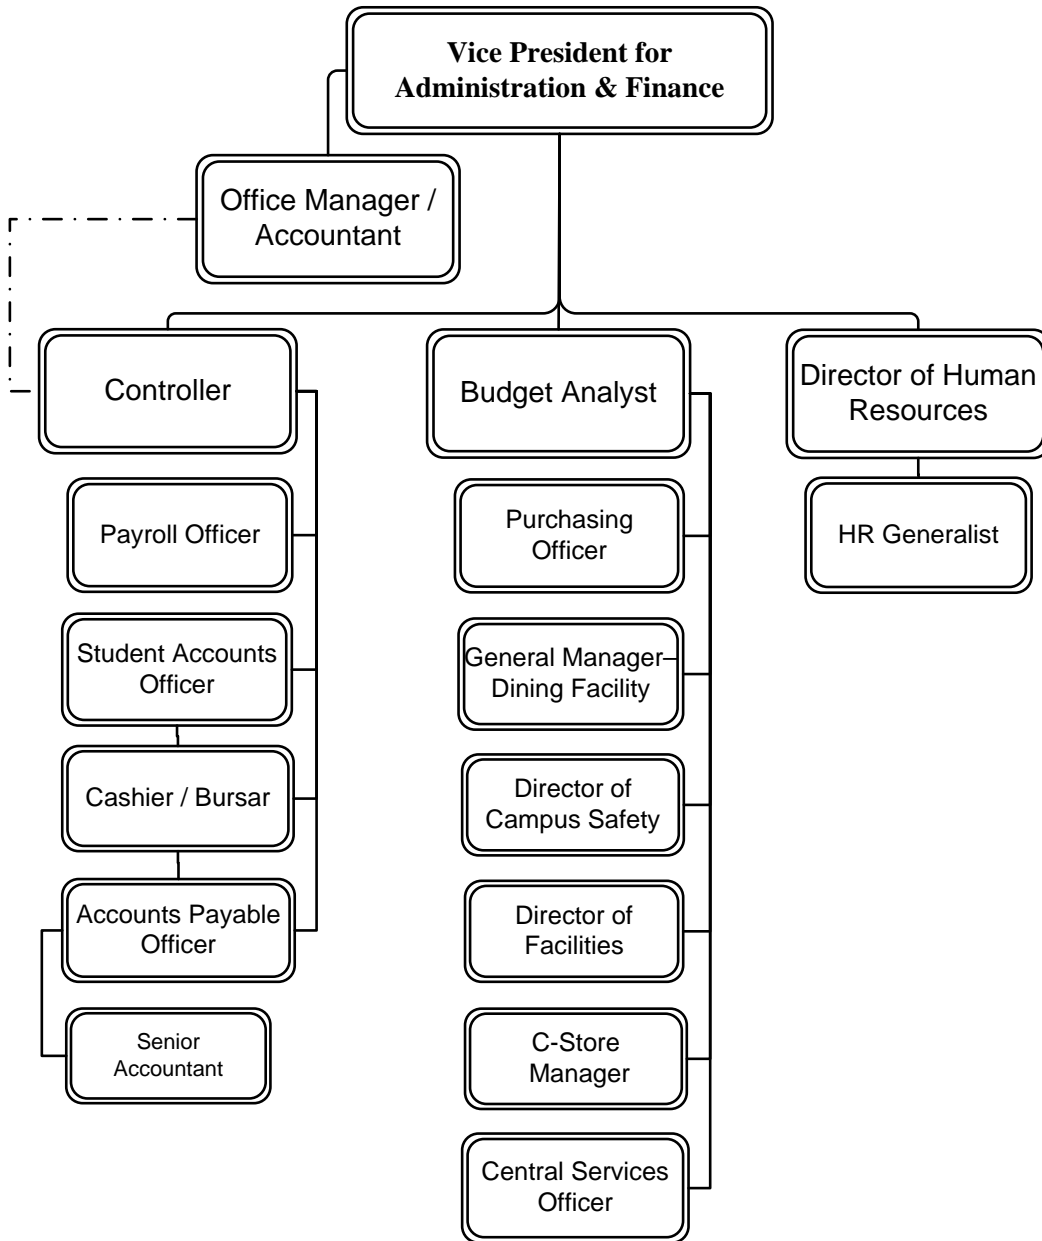 Vice President for
Administration & Finance
Office Manager /
Accountant
Controller
Budget Analyst
Director of Human
Resources
Payroll Officer
Purchasing
Officer
HR Generalist
Student Accounts
Officer
General Manager–
Dining Facility
Cashier / Bursar
Director of
Campus Safety
Accounts Payable
Officer
Director of
Facilities
Senior
Accountant
C-Store
Manager
Central Services
Officer